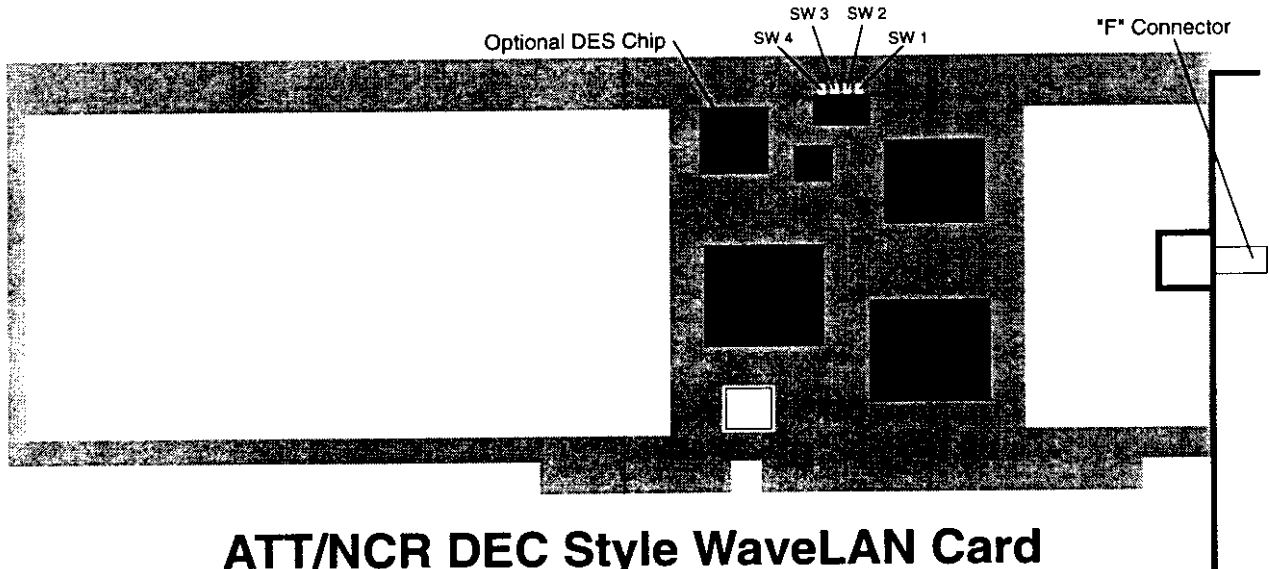 SW 3 SW 2
"F" Connector
Optional DES Chip
SW 4 SW 1
ATT/NCR DEC Style WaveLAN Card